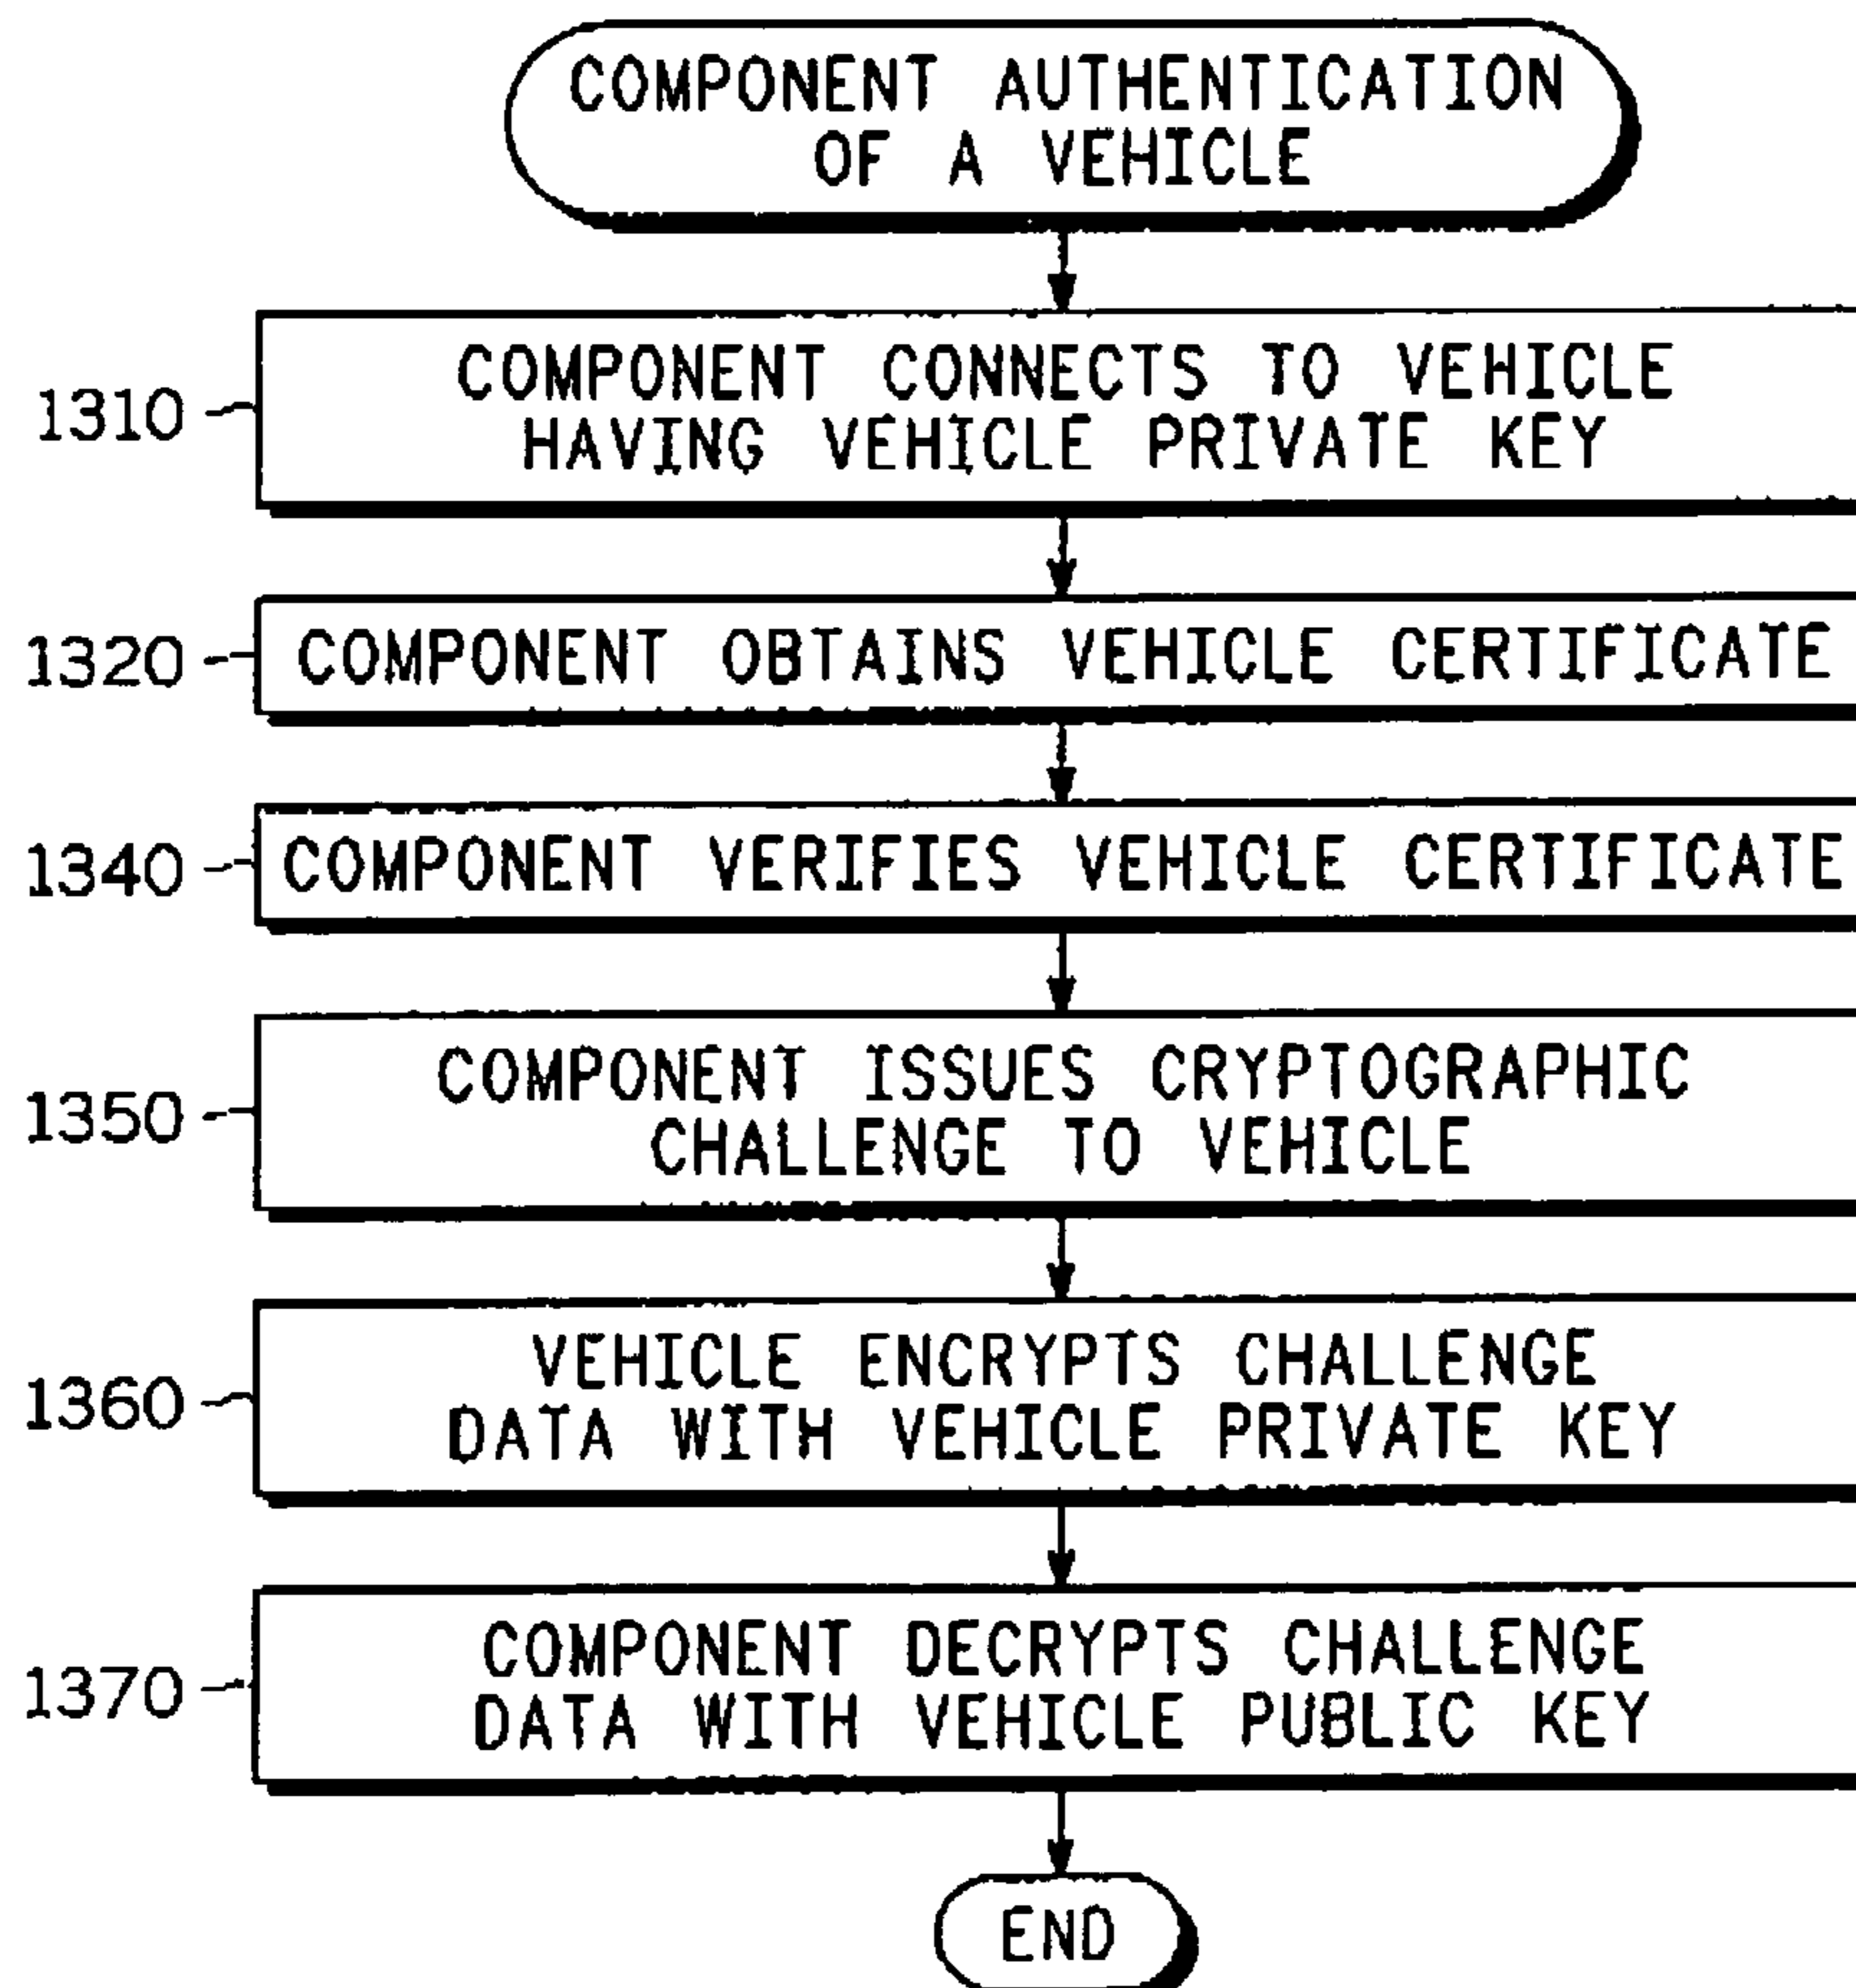 COMPONENT AUTHENTICATION
OF A VEHICLE
1310
COMPONENT CONNECTS TO VEHICLE
HAVING VEHICLE PRIVATE KEY
1320
COMPONENT OBTAINS VEHICLE CERTIFICATE
1340
COMPONENT VERIFIES VEHICLE CERTIFICATE
1350
COMPONENT ISSUES CRYPTOGRAPHIC
CHALLENGE TO VEHICLE
1360
VEHICLE ENCRYPTS CHALLENGE
DATA WITH VEHICLE PRIVATE KEY
1370
COMPONENT DECRYPTS CHALLENGE
DATA WITH VEHICLE PUBLIC KEY
END